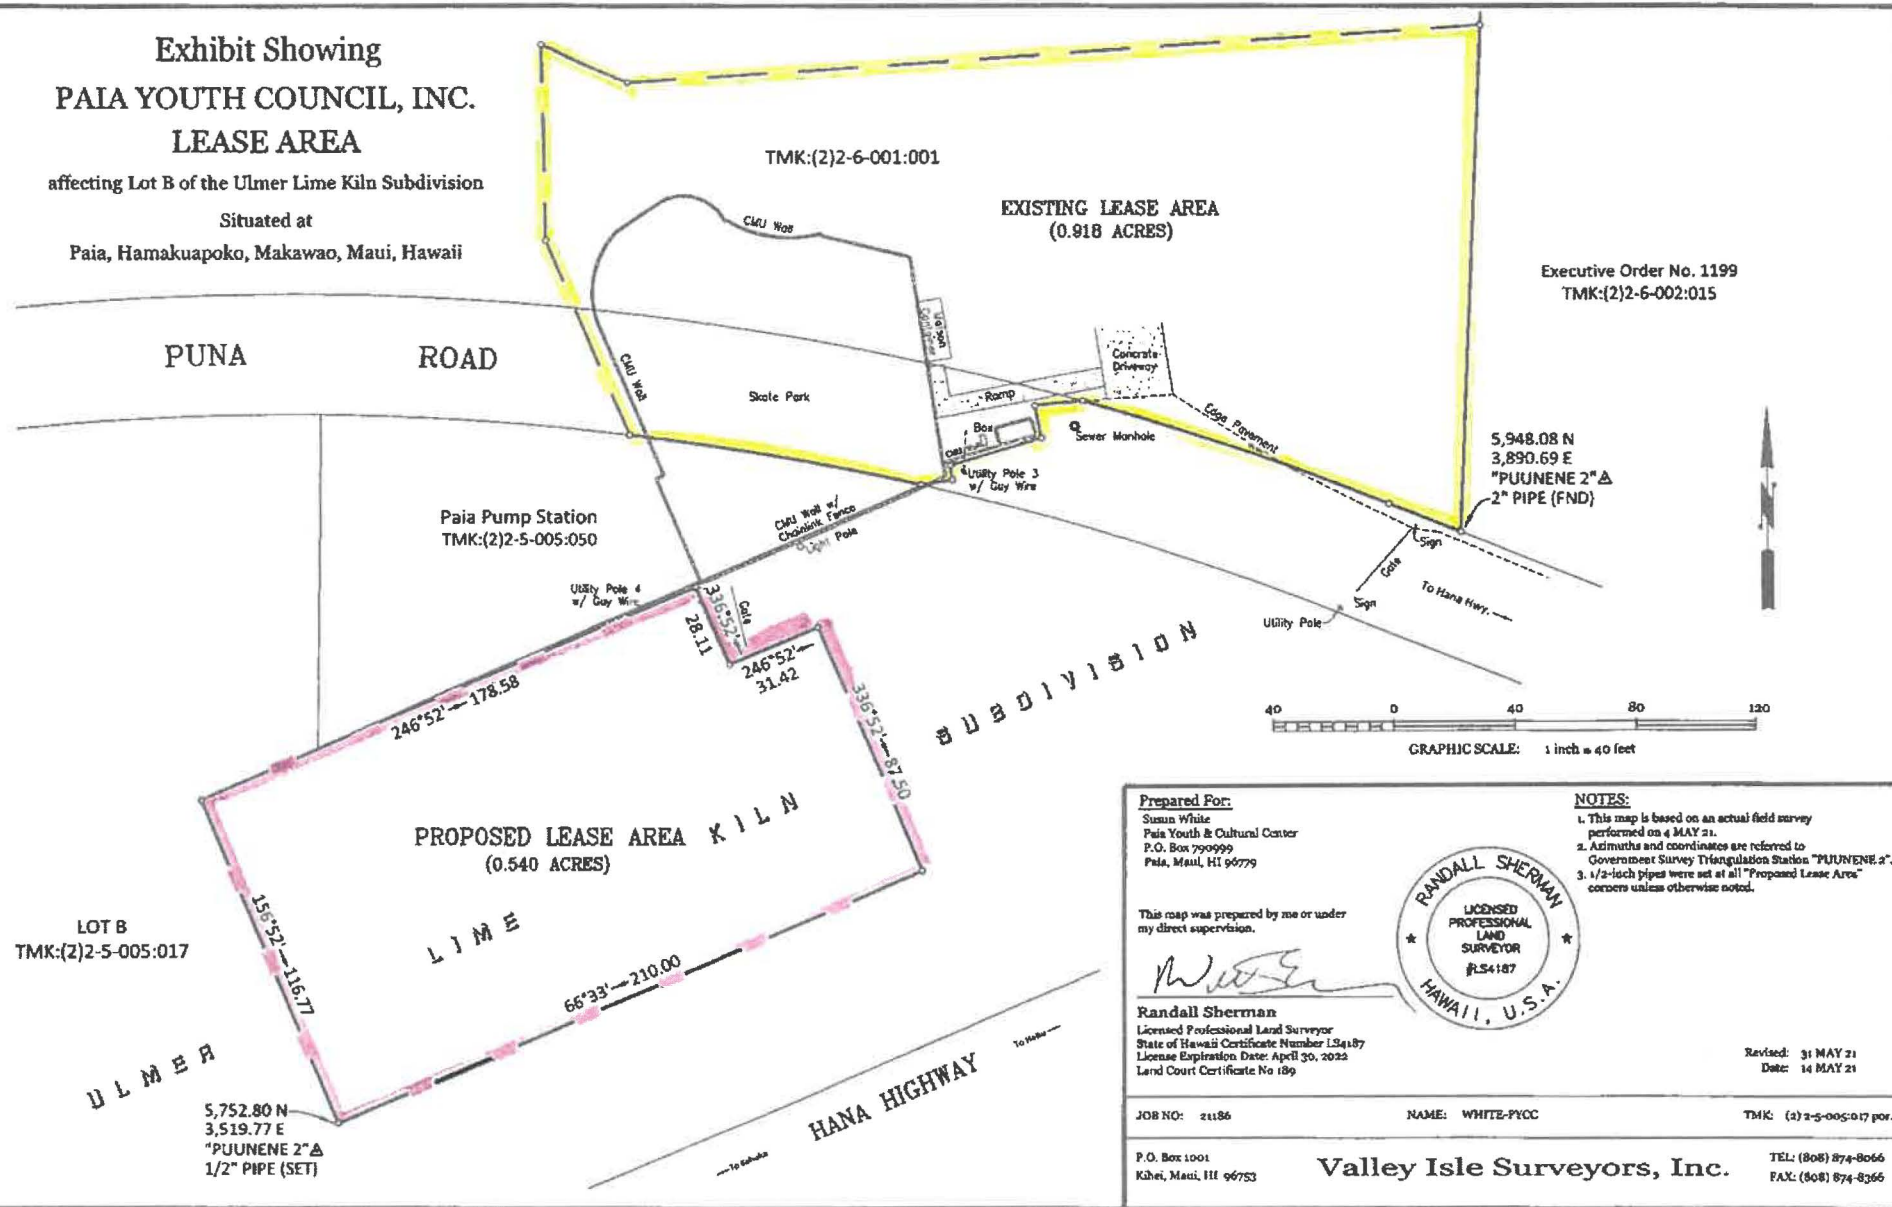 Exhibit Showing
PAIA YOUTH COUNCIL, INC.
LEASE AREA
affecting Lot B of the Ulmer Lime Kiln Subdivision
Situated at
Paia, Hamakuapoko, Makawao, Maui, Hawaii
TMK:(2)2-6-001:001
EXISTING LEASE AREA
(0.918 ACRES)
Executive Order No. 1199
TMK:(2)2-6-002:015
CMU Wall
PUNA ROAD
CMU Wall
Skate Park
Concrete
Driveway
Ramp
Box
Sewer Manhole
Edge Pavement
Utility Pole 3
w/ Guy Wire
5,948.08 N
3,890.69 E
"PUUNENE 2"△
2" PIPE (FND)
CMU Wall w/
Chainlink Fence
Light Pole
Paia Pump Station
TMK:(2)2-5-005:050
Sign
Gate
Sign
To Hana Hwy.
Utility Pole
Utility Pole 4
w/ Guy Wire
336°52'
28.11
Gate
246°52'
31.42
246°52' 178.58
336°52' 87.50
40 0 40 80 120
GRAPHIC SCALE: 1 inch = 40 feet
PROPOSED LEASE AREA
(0.540 ACRES)
ULMER LIME KILN SUBDIVISION
LOT B
TMK:(2)2-5-005:017
156°52' 116.77
66°33' 210.00
5,752.80 N
3,519.77 E
"PUUNENE 2"△
1/2" PIPE (SET)
HANA HIGHWAY
Prepared For:
Susun White
Paia Youth & Cultural Center
P.O. Box 790999
Paia, Maui, HI 96779
NOTES:
1. This map is based on an actual field survey
performed on 4 MAY 21.
2. Azimuths and coordinates are referred to
Government Survey Triangulation Station "PUUNENE 2".
3. 1/2-inch pipes were set at all "Proposed Lease Area"
corners unless otherwise noted.
This map was prepared by me or under
my direct supervision.
RANDALL SHERMAN
LICENSED
PROFESSIONAL
LAND
SURVEYOR
#LS4187
HAWAII, U.S.A.
Randall Sherman
Licensed Professional Land Surveyor
State of Hawaii Certificate Number LS4187
License Expiration Date: April 30, 2022
Land Court Certificate No 189
Revised: 31 MAY 21
Date: 14 MAY 21
JOB NO: 21186
NAME: WHITE-PYCC
TMK: (2) 2-5-005:017 por.
P.O. Box 1001
Kihei, Maui, HI 96753
Valley Isle Surveyors, Inc.
TEL: (808) 874-8066
FAX: (808) 874-8366